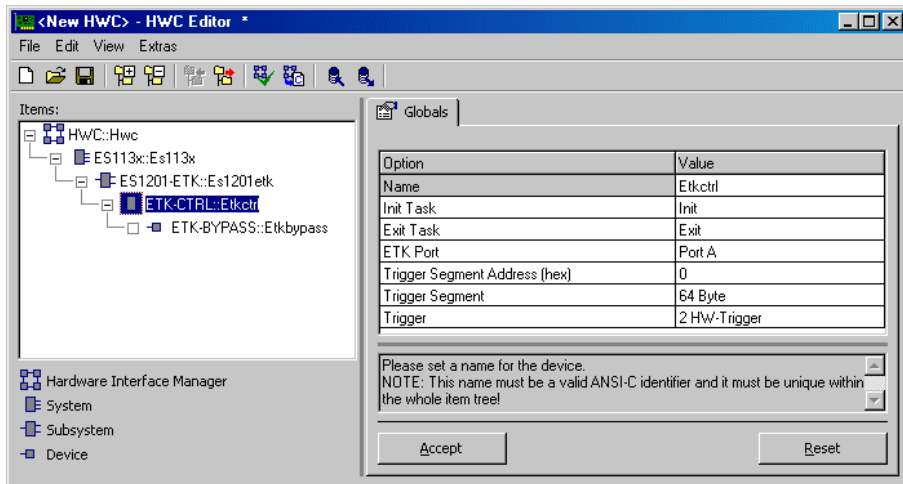 <New HWC> - HWC Editor *
File Edit View Extras
Items:
HWC::Hwc
ES113x::Es113x
ES1201-ETK::Es1201etk
ETK-CTRL::Etkctrl
ETK-BYPASS::Etkbypass
Hardware Interface Manager
System
Subsystem
Device
Globals
Option Value
Name Etkctrl
Init Task Init
Exit Task Exit
ETK Port Port A
Trigger Segment Address (hex) 0
Trigger Segment 64 Byte
Trigger 2 HW-Trigger
Please set a name for the device.
NOTE: This name must be a valid ANSI-C identifier and it must be unique within
the whole item tree!
Accept Reset